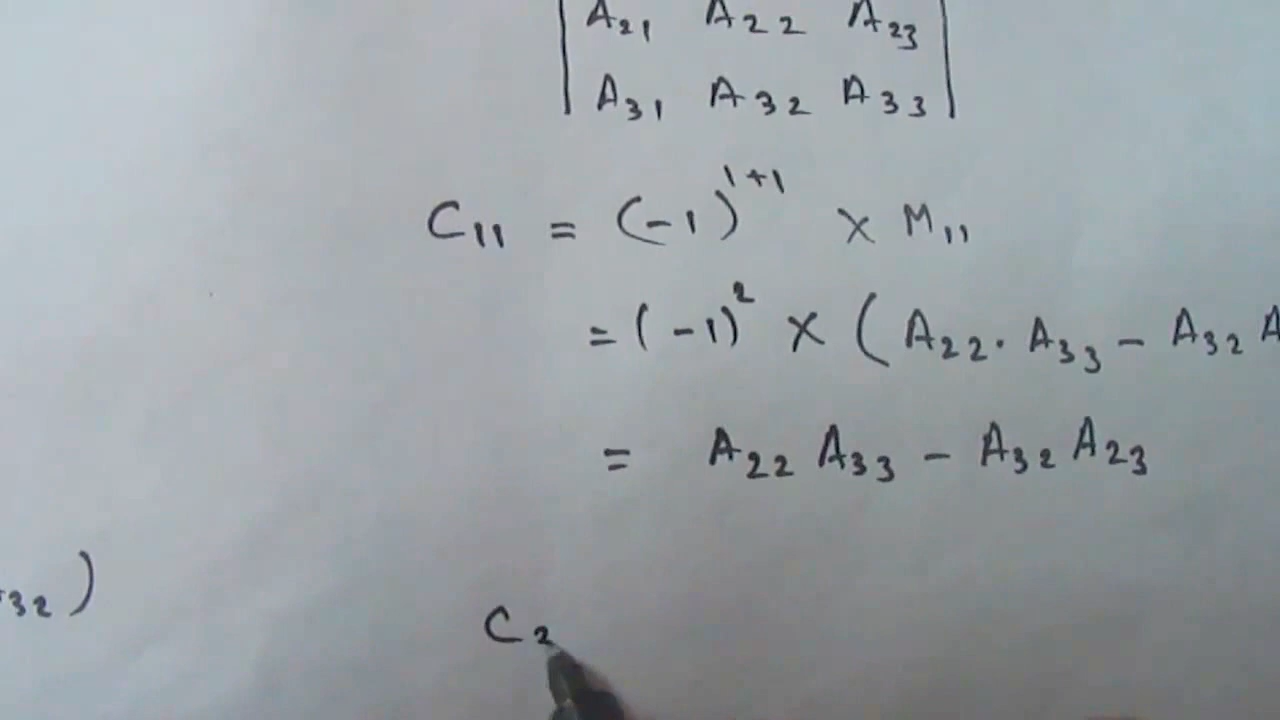 A₂₁ A₂₂ A₂₃
A₃₁ A₃₂ A₃₃
C₁₁ = (-1)¹⁺¹ × M₁₁
= (-1)² × (A₂₂ · A₃₃ - A₃₂ A
= A₂₂ A₃₃ - A₃₂ A₂₃
₃₂)
C₂